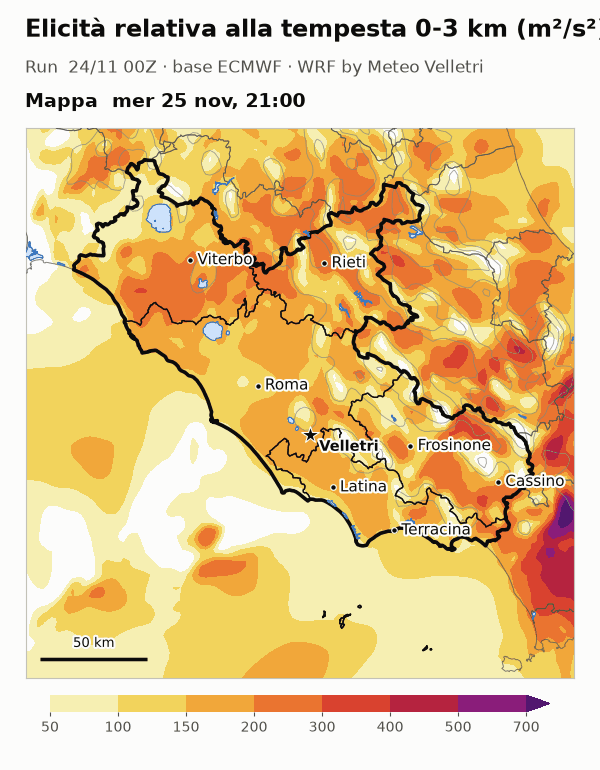 Elicità relativa alla tempesta 0-3 km (m²/s²)
Run  24/11 00Z · base ECMWF · WRF by Meteo Velletri
Mappa  mer 25 nov, 21:00
Viterbo
Rieti
Roma
Velletri
Frosinone
Latina
Cassino
Terracina
50 km
50 100 150 200 300 400 500 700